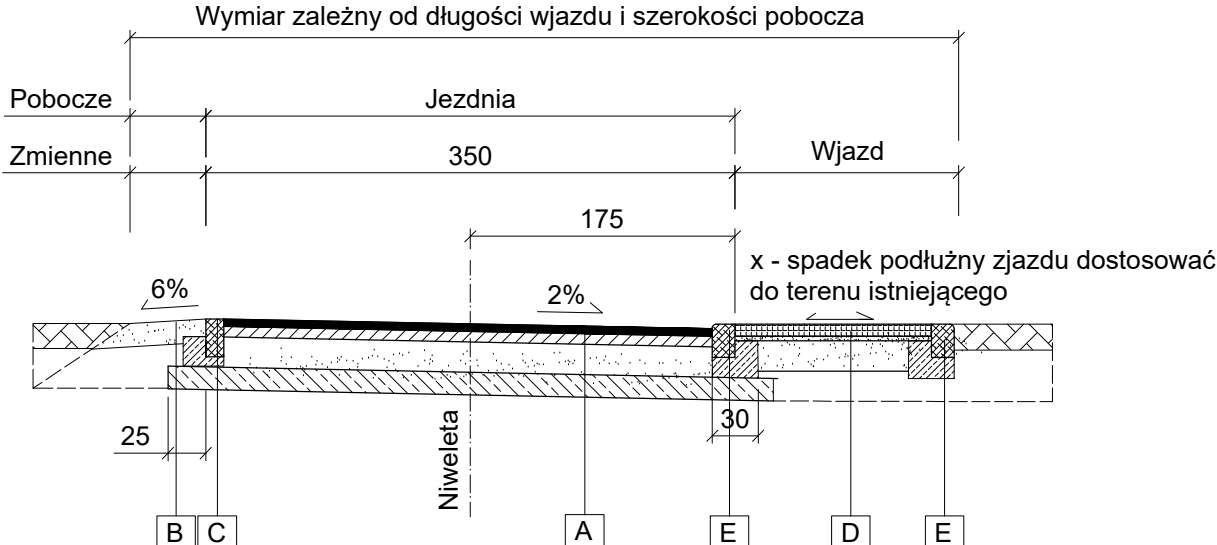 Wymiar zależny od długości wjazdu i szerokości pobocza
Pobocze
Jezdnia
Zmienne
350
Wjazd
175
x - spadek podłużny zjazdu dostosować
do terenu istniejącego
6%
2%
25
Niweleta
30
B
C
A
E
D
E